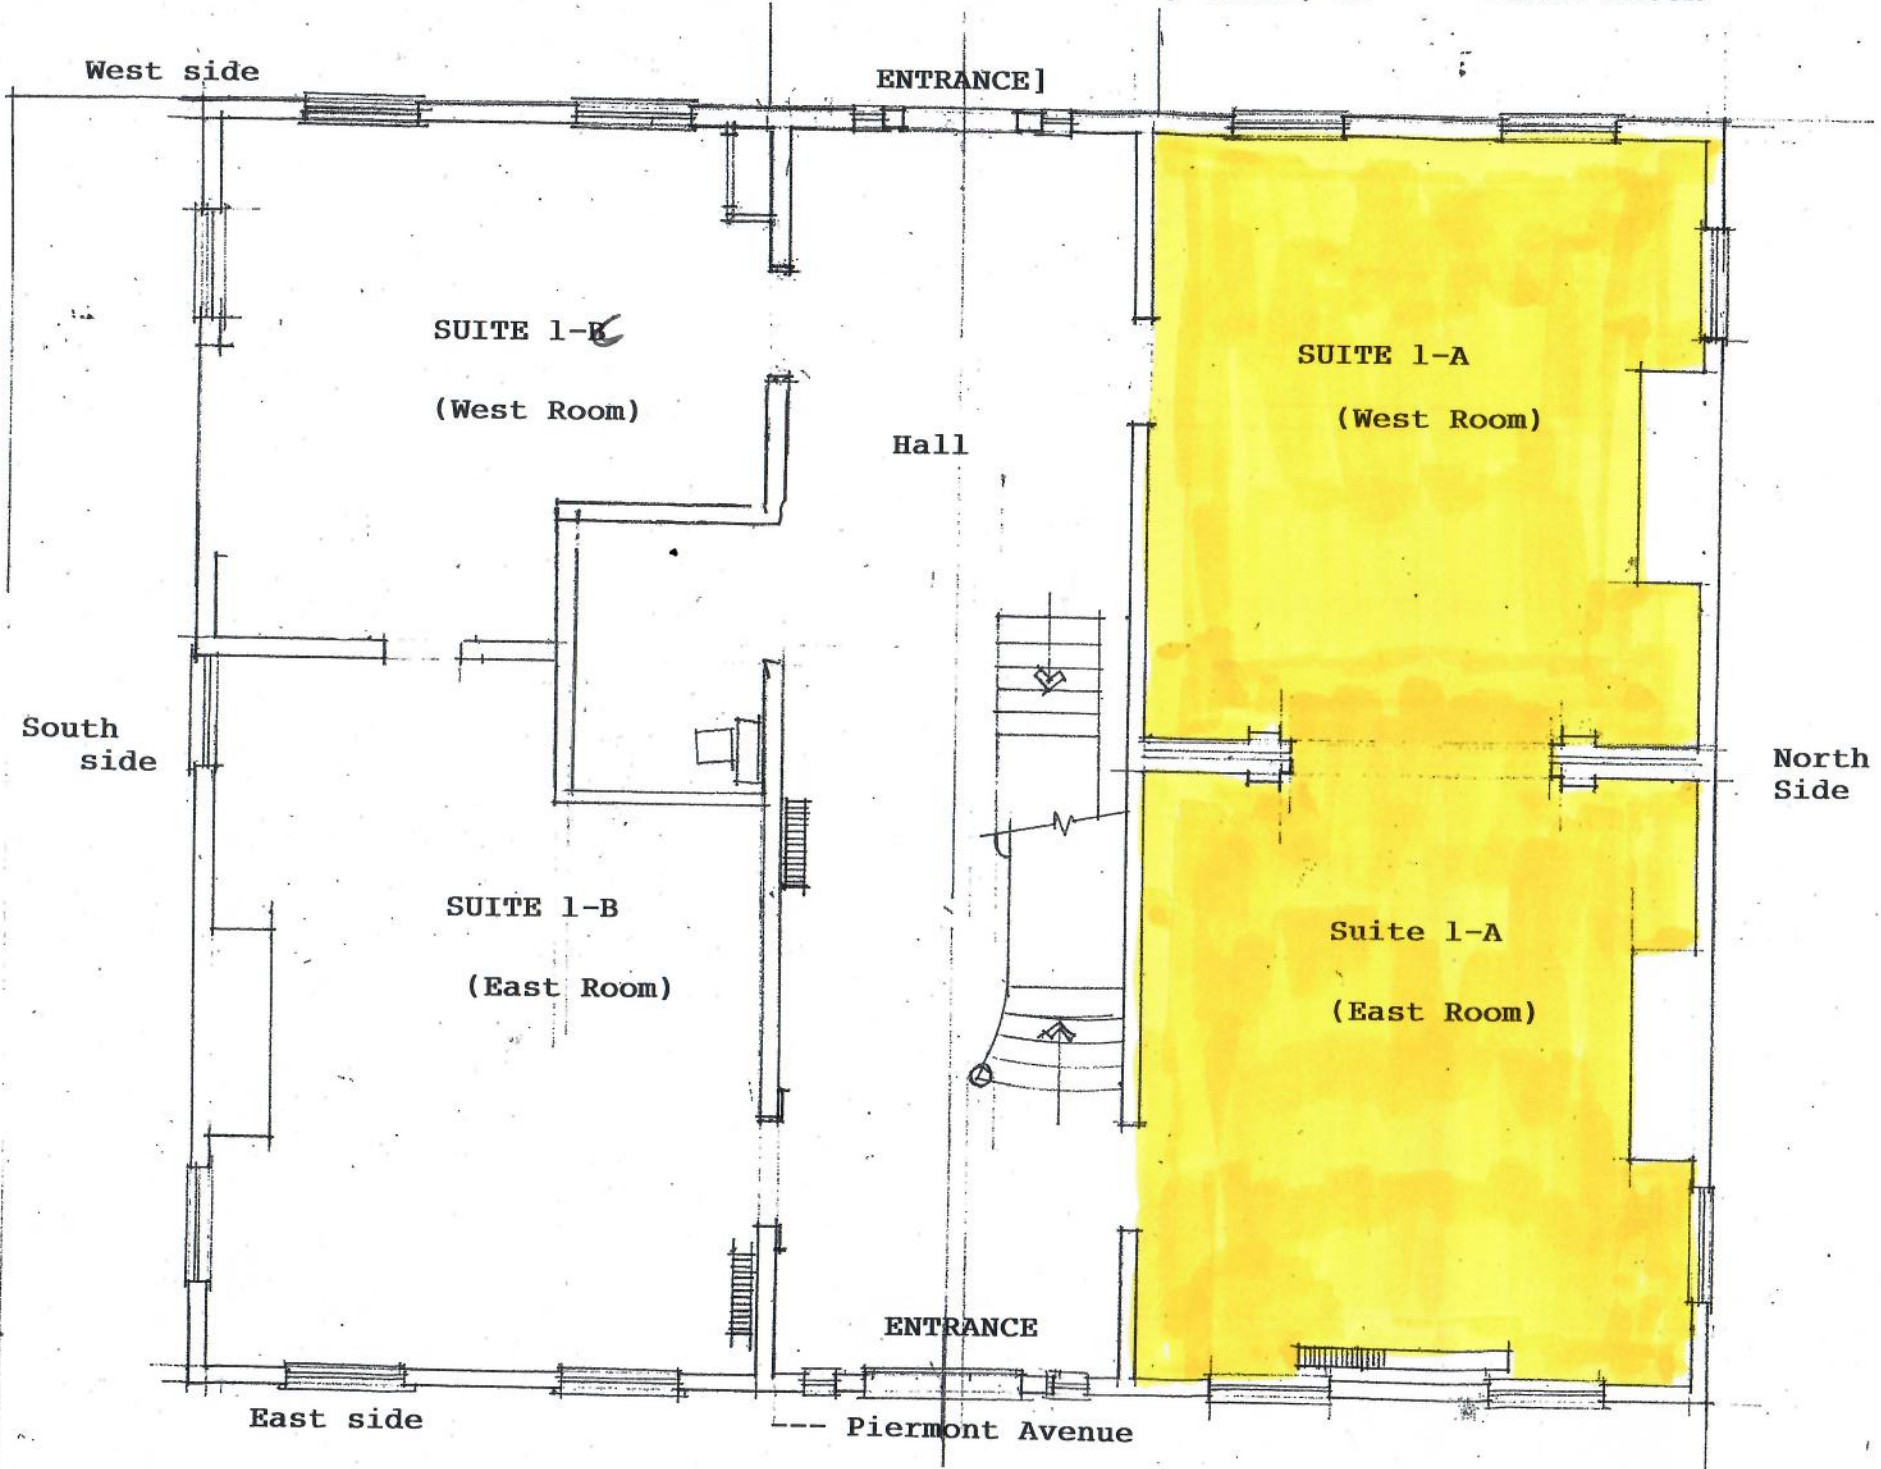 West side
ENTRANCE]
SUITE 1-B C
(West Room)
Hall
SUITE 1-A
(West Room)
South
side
North
Side
SUITE 1-B
(East Room)
Suite 1-A
(East Room)
ENTRANCE
East side
---- Piermont Avenue